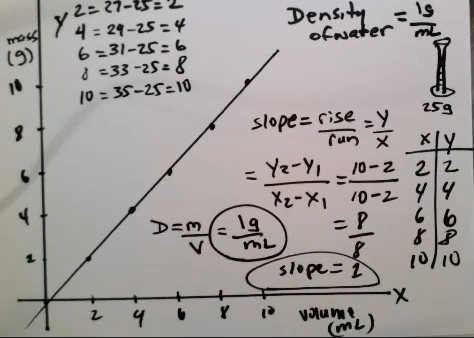 y 2 = 27-25 = 2
4 = 29-25 = 4
6 = 31-25 = 6
8 = 33-25 = 8
10 = 35-25 = 10
Density of water = 1g/mL
25g
mass (g)
10
8
6
4
2
slope = rise/run = Y/X
= Y2-Y1/X2-X1 = 10-2/10-2
= 8/8
slope = 1
D = m/V = 1g/mL
X Y
2 2
4 4
6 6
8 8
10 10
2 4 6 8 10
X
volume (mL)